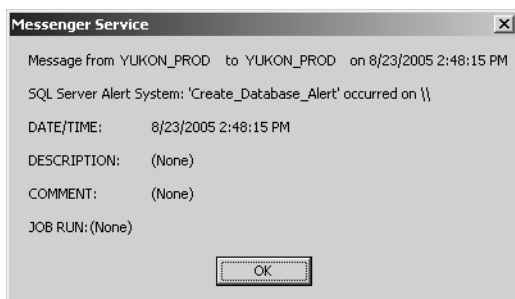 Messenger Service
Message from YUKON_PROD to YUKON_PROD on 8/23/2005 2:48:15 PM
SQL Server Alert System: 'Create_Database_Alert' occurred on \\
DATE/TIME: 8/23/2005 2:48:15 PM
DESCRIPTION: (None)
COMMENT: (None)
JOB RUN: (None)
OK